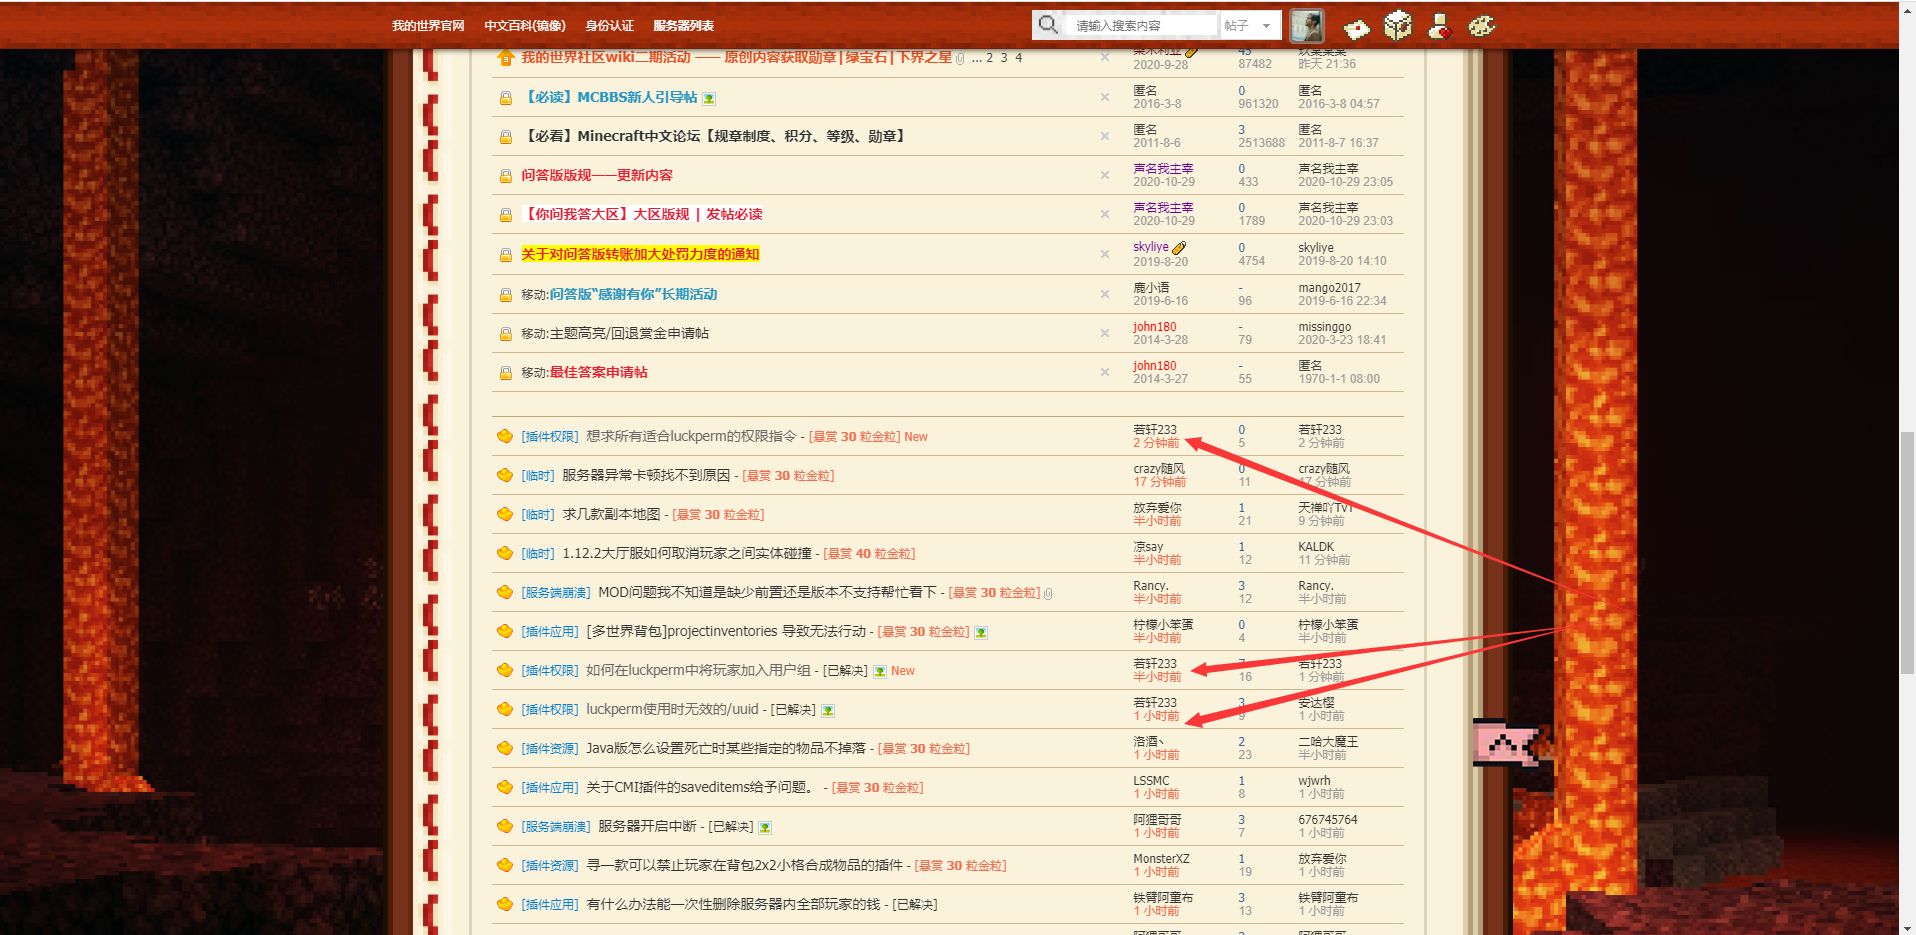 我的世界官网 中文百科(镜像) 身份认证 服务器列表 请输入搜索内容 帖子
我的世界社区wiki二期活动 —— 原创内容获取勋章|绿宝石|下界之星 ... 2 3 4 45
2020-9-28 87482 昨天 21:36
【必读】MCBBS新人引导帖 匿名 0 匿名
2016-3-8 961320 2016-3-8 04:57
【必看】Minecraft中文论坛【规章制度、积分、等级、勋章】 匿名 3 匿名
2011-8-6 2513688 2011-8-7 16:37
问答版版规——更新内容 声名我主宰 0 声名我主宰
2020-10-29 433 2020-10-29 23:05
【你问我答大区】大区版规 | 发帖必读 声名我主宰 0 声名我主宰
2020-10-29 1789 2020-10-29 23:03
关于对问答版转账加大处罚力度的通知 skyliye 0 skyliye
2019-8-20 4754 2019-8-20 14:10
移动:问答版“感谢有你”长期活动 鹿小语 - mango2017
2019-6-16 96 2019-6-16 22:34
移动:主题高亮/回退赏金申请帖 john180 - missinggo
2014-3-28 79 2020-3-23 18:41
移动:最佳答案申请帖 john180 - 匿名
2014-3-27 55 1970-1-1 08:00
[插件权限] 想求所有适合luckperm的权限指令 - [悬赏 30 粒金粒] New 若轩233 0 若轩233
2 分钟前 5 2 分钟前
[临时] 服务器异常卡顿找不到原因 - [悬赏 30 粒金粒] crazy随风 0 crazy随风
17 分钟前 11 17 分钟前
[临时] 求几款副本地图 - [悬赏 30 粒金粒] 放弃爱你 1 天禅吖TvT
半小时前 21 9 分钟前
[临时] 1.12.2大厅服如何取消玩家之间实体碰撞 - [悬赏 40 粒金粒] 凉say 1 KALDK
半小时前 12 11 分钟前
[服务端崩溃] MOD问题我不知道是缺少前置还是版本不支持帮忙看下 - [悬赏 30 粒金粒] Rancy. 3 Rancy.
半小时前 12 半小时前
[插件应用] [多世界背包]projectinventories 导致无法行动 - [悬赏 30 粒金粒] 柠檬小笨蛋 0 柠檬小笨蛋
半小时前 4 半小时前
[插件权限] 如何在luckperm中将玩家加入用户组 - [已解决] New 若轩233 7 若轩233
半小时前 16 1 分钟前
[插件权限] luckperm使用时无效的/uuid - [已解决] 若轩233 3 安达樱
1 小时前 9 1 小时前
[插件资源] Java版怎么设置死亡时某些指定的物品不掉落 - [悬赏 30 粒金粒] 洛酒丶 2 二哈大魔王
1 小时前 23 半小时前
[插件应用] 关于CMI插件的saveditems给予问题。 - [悬赏 30 粒金粒] LSSMC 1 wjwrh
1 小时前 8 1 小时前
[服务端崩溃] 服务器开启中断 - [已解决] 阿狸哥哥 3 676745764
1 小时前 7 1 小时前
[插件资源] 寻一款可以禁止玩家在背包2x2小格合成物品的插件 - [悬赏 30 粒金粒] MonsterXZ 1 放弃爱你
1 小时前 19 1 小时前
[插件应用] 有什么办法能一次性删除服务器内全部玩家的钱 - [已解决] 铁臂阿童布 3 铁臂阿童布
1 小时前 13 1 小时前
阿狸哥哥 阿狸哥哥